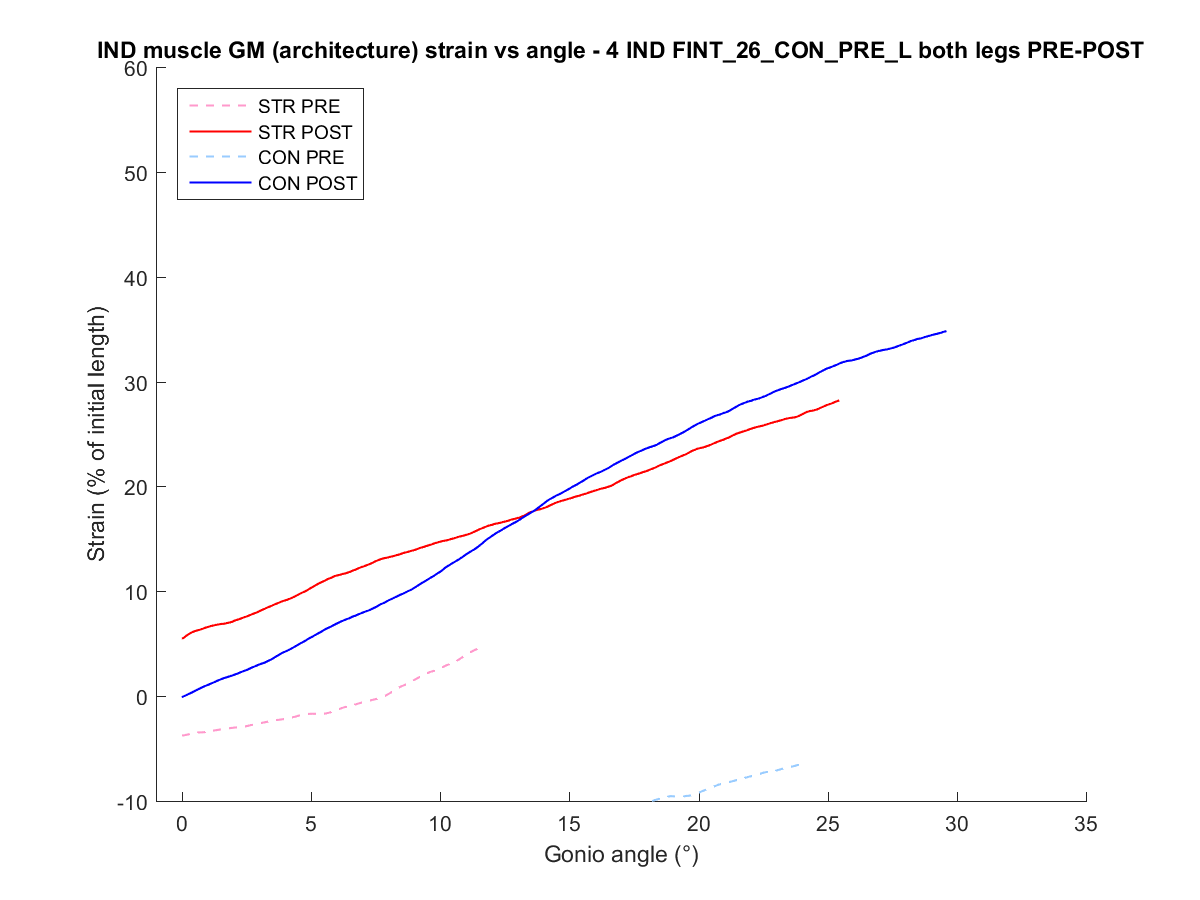 IND muscle GM (architecture) strain vs angle - 4 IND FINT_26_CON_PRE_L both legs PRE-POST
60
50
40
30
20
10
0
-10
Strain (% of initial length)
STR PRE
STR POST
CON PRE
CON POST
0 5 10 15 20 25 30 35
Gonio angle (°)